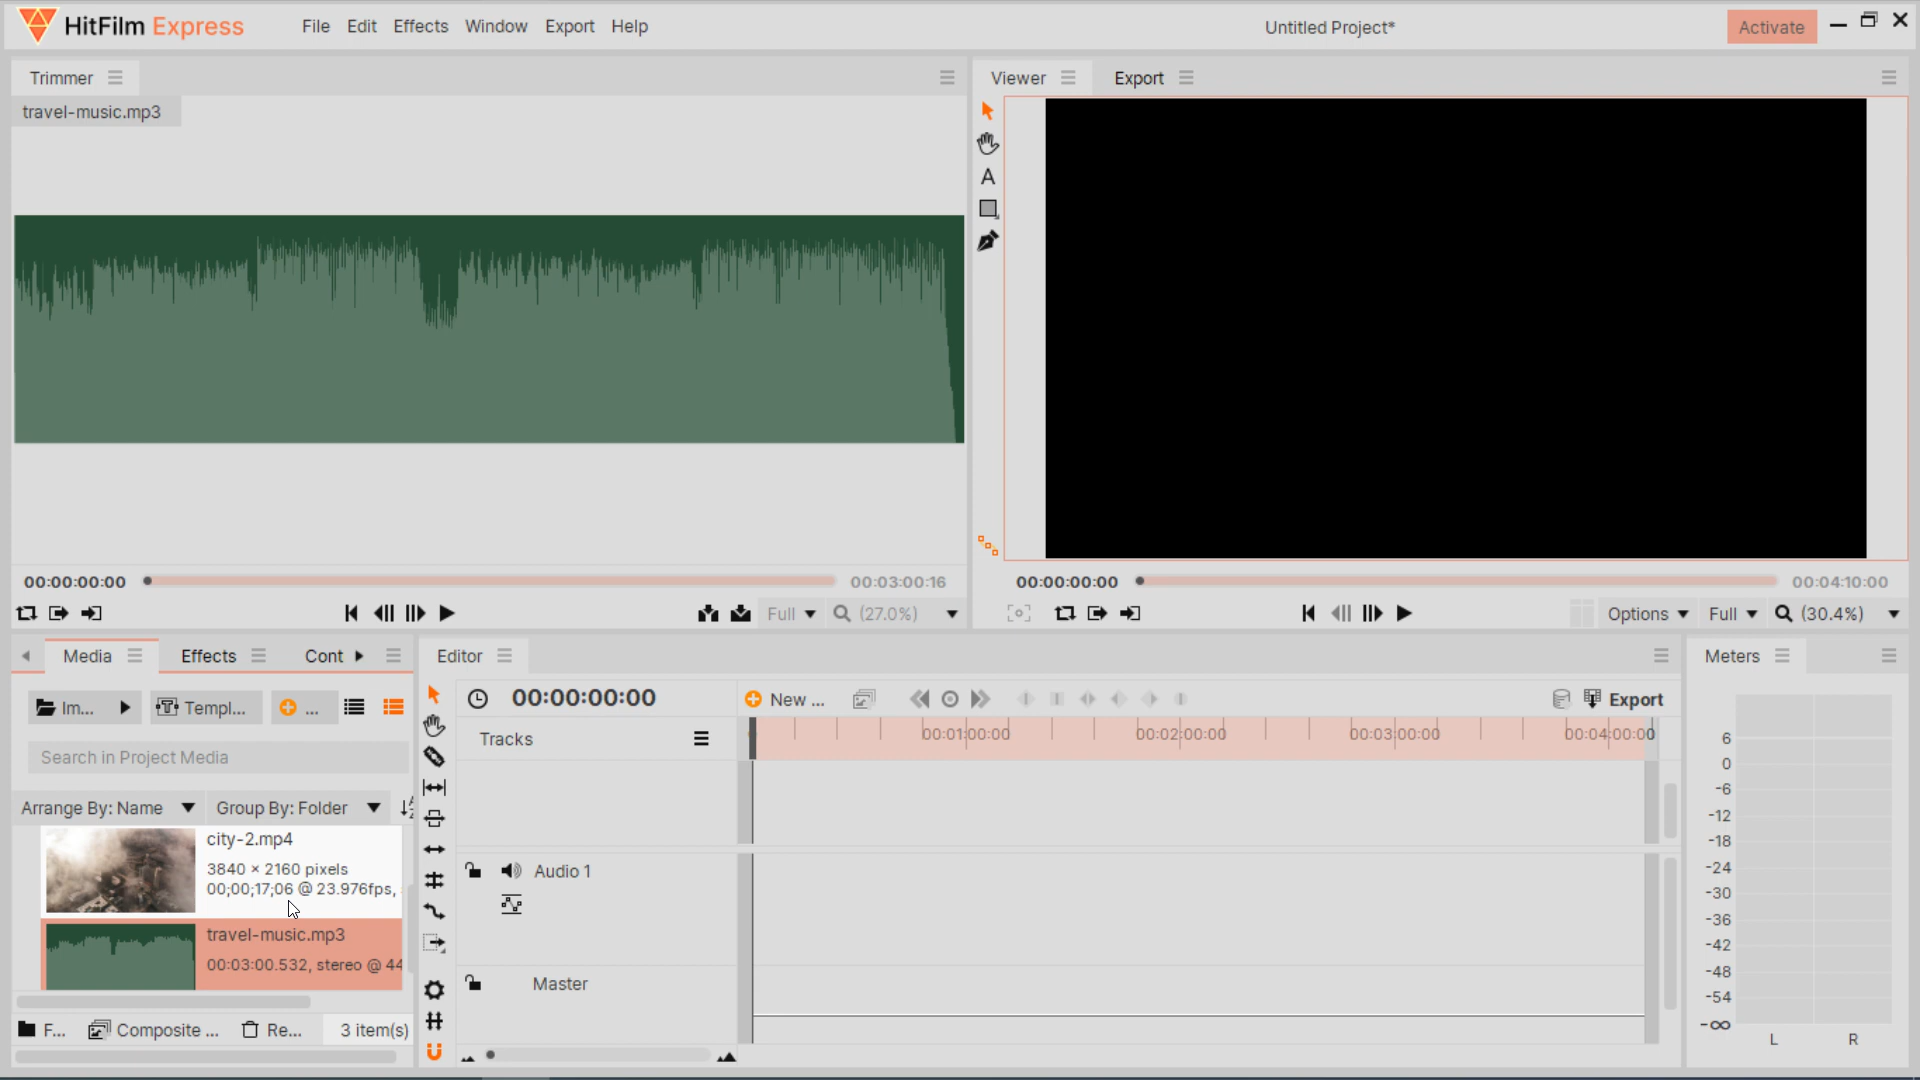 HitFilm Express File Edit Effects Window Export Help Untitled Project* Activate
Trimmer
travel-music.mp3
Viewer Export
A
00:00:00:00 00:03:00:16
Full (27.0%)
00:00:00:00 00:04:10:00
Options Full (30.4%)
Media Effects Cont
Im... Templ... ...
Search in Project Media
Arrange By: Name Group By: Folder
city-2.mp4
3840 × 2160 pixels
00;00;17;06 @ 23.976fps,
travel-music.mp3
00:03:00.532, stereo @ 44
F... Composite ... Re... 3 item(s)
Editor
00:00:00:00 New ... Export
Tracks 00:01:00:00 00:02:00:00 00:03:00:00 00:04:00:00
Audio 1
Master
Meters
6
0
-6
-12
-18
-24
-30
-36
-42
-48
-54
-∞
L R